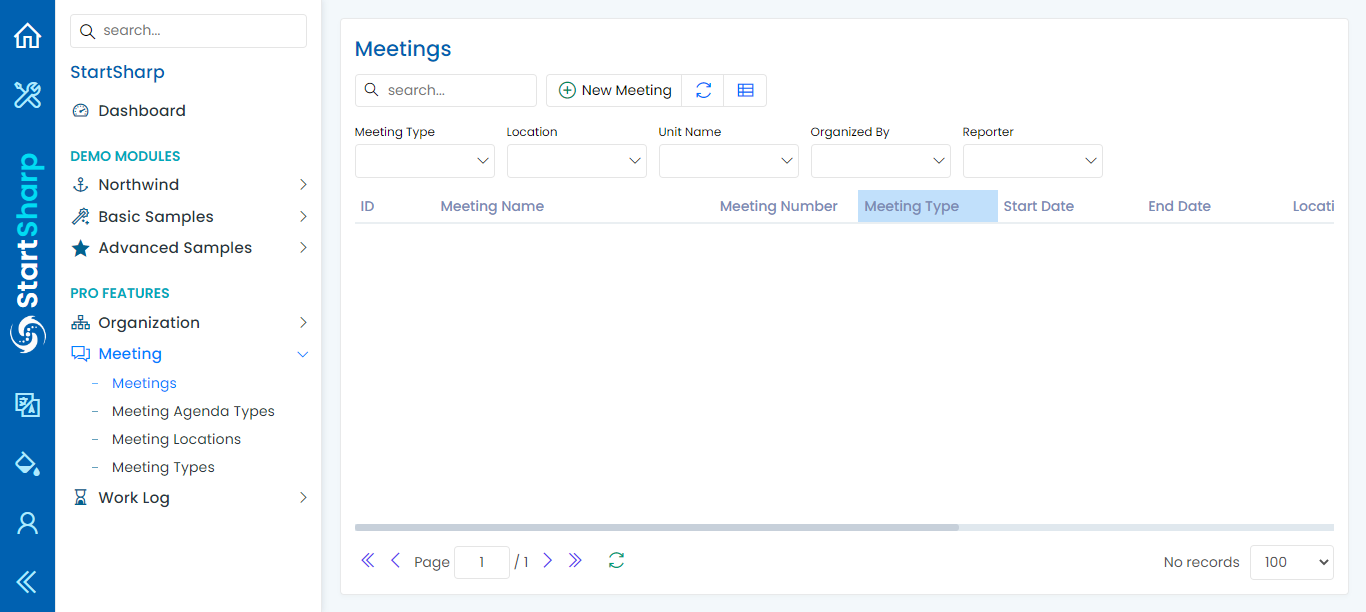 StartSharp
search...
StartSharp
Dashboard
DEMO MODULES
Northwind
Basic Samples
Advanced Samples
PRO FEATURES
Organization
Meeting
– Meetings
– Meeting Agenda Types
– Meeting Locations
– Meeting Types
Work Log
Meetings
search...
New Meeting
Meeting Type Location Unit Name Organized By Reporter
ID Meeting Name Meeting Number Meeting Type Start Date End Date Locati
Page 1 / 1 No records 100